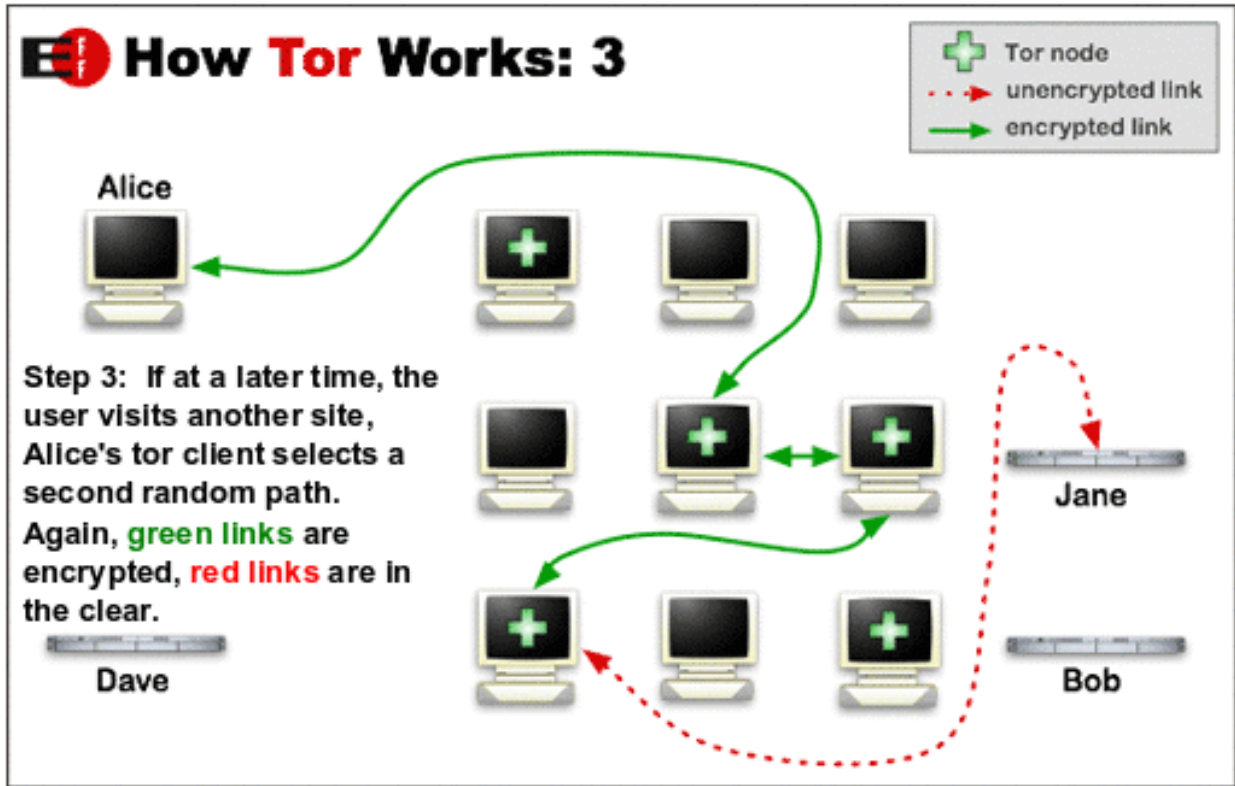 EFF How Tor Works: 3
Tor node
unencrypted link
encrypted link
Alice
Step 3: If at a later time, the
user visits another site,
Alice's tor client selects a
second random path.
Again, green links are
encrypted, red links are in
the clear.
Jane
Dave
Bob